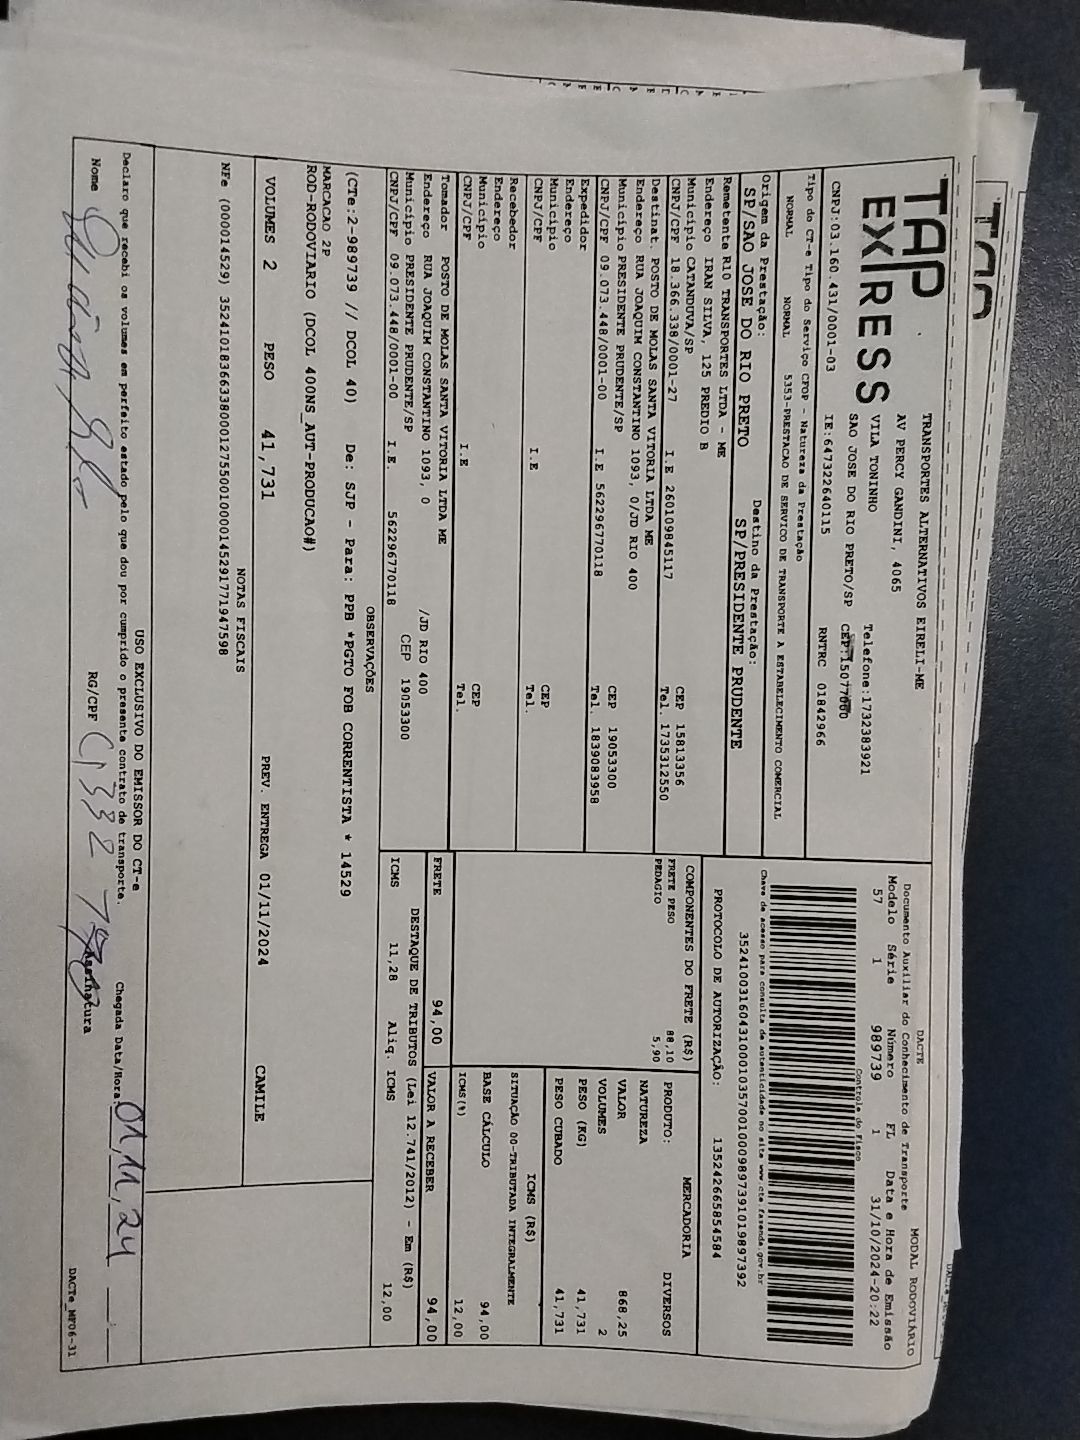 TAP
EXPRESS
TRANSPORTES ALTERNATIVOS EIRELI-ME
AV PERCY GANDINI, 4065
VILA TONINHO Telefone:1732383921
SAO JOSE DO RIO PRETO/SP CEP:15077000
CNPJ:03.160.431/0001-03 IE:647322640115 RNTRC 01842966
DACTE MODAL RODOVIÁRIO
Documento Auxiliar do Conhecimento de Transporte
Modelo Série Número FL Data e Hora de Emissão
57 1 989739 1 31/10/2024-20:22
Controle do Fisco
Tipo do CT-e Tipo do Serviço CFOP - Natureza da Prestação
NORMAL NORMAL 5353-PRESTACAO DE SERVICO DE TRANSPORTE A ESTABELECIMENTO COMERCIAL
Chave de acesso para consulta de autenticidade no site www.cte.fazenda.gov.br
Origem da Prestação: Destino da Prestação:
SP/SAO JOSE DO RIO PRETO SP/PRESIDENTE PRUDENTE
PROTOCOLO DE AUTORIZAÇÃO: 135242665854584
Remetente R10 TRANSPORTES LTDA - ME
Endereço IRAN SILVA, 125 PREDIO B
Município CATANDUVA/SP CEP 15813356
CNPJ/CPF 18.366.338/0001-27 I.E 260109845117 Tel. 1735312550
Destinat. POSTO DE MOLAS SANTA VITORIA LTDA ME
Endereço RUA JOAQUIM CONSTANTINO 1093, 0/JD RIO 400
Município PRESIDENTE PRUDENTE/SP CEP 19053300
CNPJ/CPF 09.073.448/0001-00 I.E 562296770118 Tel. 1839083958
Expedidor
Endereço
Município CEP
CNPJ/CPF I.E Tel.
Recebedor
Endereço
Município CEP
CNPJ/CPF I.E Tel.
Tomador POSTO DE MOLAS SANTA VITORIA LTDA ME
Endereço RUA JOAQUIM CONSTANTINO 1093, 0 /JD RIO 400
Município PRESIDENTE PRUDENTE/SP CEP 19053300
CNPJ/CPF 09.073.448/0001-00 I.E. 562296770118
COMPONENTES DO FRETE (R$)
FRETE PESO 88,10
PEDAGIO 5,90
PRODUTO: MERCADORIA DIVERSOS
NATUREZA
VALOR 868,25
VOLUMES 2
PESO (KG) 41,731
PESO CUBADO 41,731
ICMS (R$)
SITUAÇÃO 00-TRIBUTADA INTEGRALMENTE
BASE CÁLCULO 94,00
ICMS(%) 12,00
FRETE 94,00 VALOR A RECEBER 94,00
DESTAQUE DE TRIBUTOS (Lei 12.741/2012) - Em (R$)
ICMS 11,28 Aliq. ICMS 12,00
OBSERVAÇÕES
(CTe:2-989739 // DCOL 40) De: SJP - Para: PPB *PGTO FOB CORRENTISTA * 14529
MARCACAO 2P
ROD-RODOVIARIO (DCOL 400NS_AUT-PRODUCAO#)
VOLUMES 2 PESO 41,731 PREV. ENTREGA 01/11/2024 CAMILE
NOTAS FISCAIS
USO EXCLUSIVO DO EMISSOR DO CT-e
Declaro que recebi os volumes em perfeito estado pelo que dou por cumprido o presente contrato de transporte.
Nome RG/CPF Assinatura Chegada Data/Hora: 01/11/24
DACTe_MP06-31